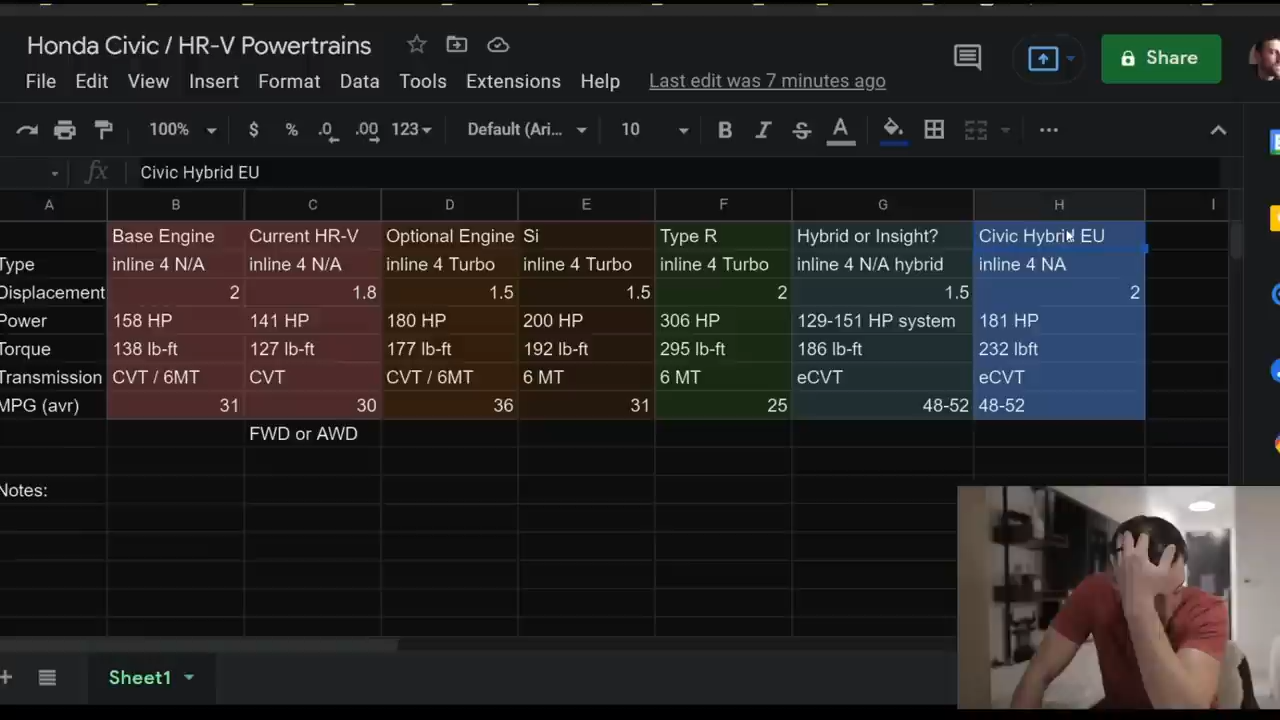 Honda Civic / HR-V Powertrains
File Edit View Insert Format Data Tools Extensions Help Last edit was 7 minutes ago
Share
100% $ % .0 .00 123 Default (Ari... 10 B I S A
fx Civic Hybrid EU
A B C D E F G H I
Base Engine Current HR-V Optional Engine Si Type R Hybrid or Insight? Civic Hybrid EU
Type inline 4 N/A inline 4 N/A inline 4 Turbo inline 4 Turbo inline 4 Turbo inline 4 N/A hybrid inline 4 NA
Displacement 2 1.8 1.5 1.5 2 1.5 2
Power 158 HP 141 HP 180 HP 200 HP 306 HP 129-151 HP system 181 HP
Torque 138 lb-ft 127 lb-ft 177 lb-ft 192 lb-ft 295 lb-ft 186 lb-ft 232 lbft
Transmission CVT / 6MT CVT CVT / 6MT 6 MT 6 MT eCVT eCVT
MPG (avr) 31 30 36 31 25 48-52 48-52
FWD or AWD
Notes:
Sheet1